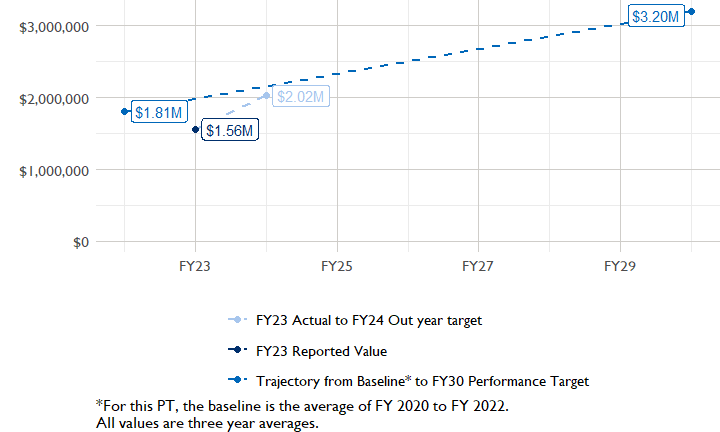 $3,000,000
$3.20M
$2,000,000
$1.81M
$2.02M
$1.56M
$1,000,000
$0
FY23
FY25
FY27
FY29
FY23 Actual to FY24 Out year target
FY23 Reported Value
Trajectory from Baseline* to FY30 Performance Target
*For this PT, the baseline is the average of FY 2020 to FY 2022.
All values are three year averages.